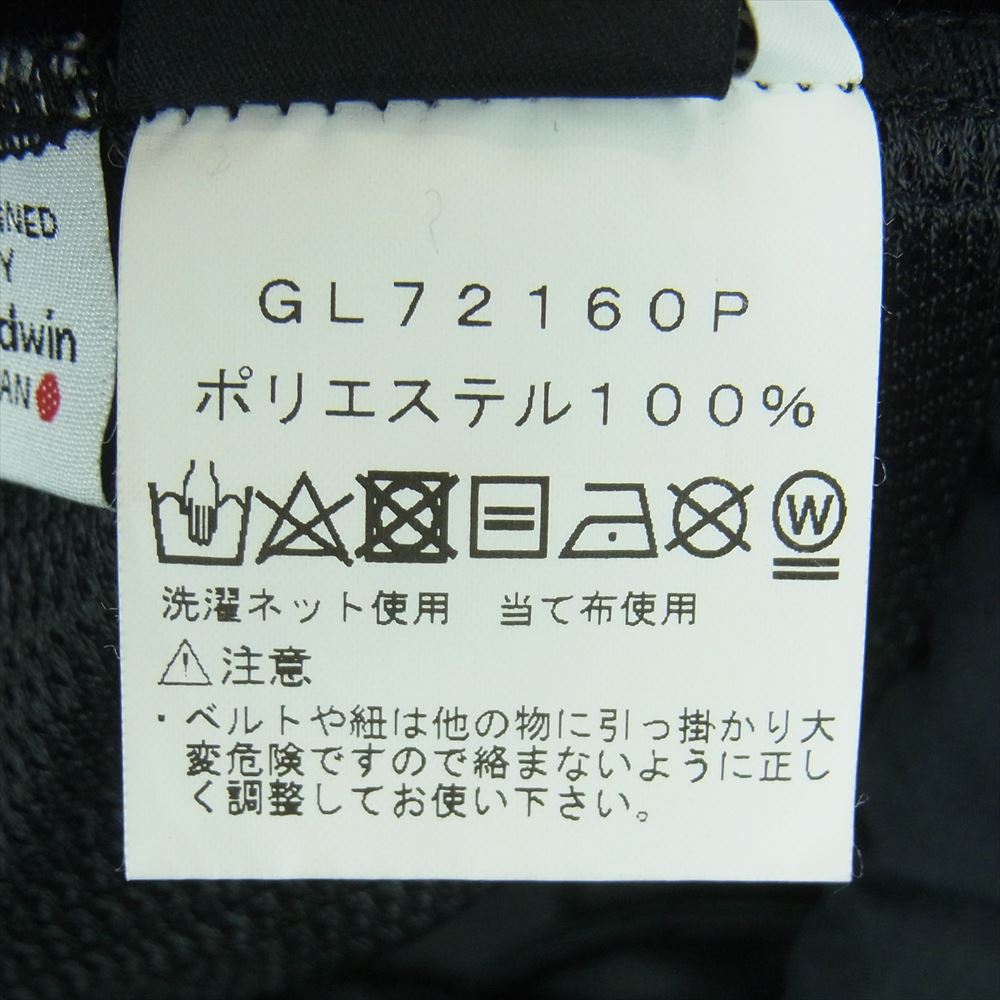 GL72160P
ポリエステル100%
W
洗濯ネット使用 当て布使用
注意
・ベルトや紐は他の物に引っ掛かり大
変危険ですので絡まないように正し
く調整してお使い下さい。